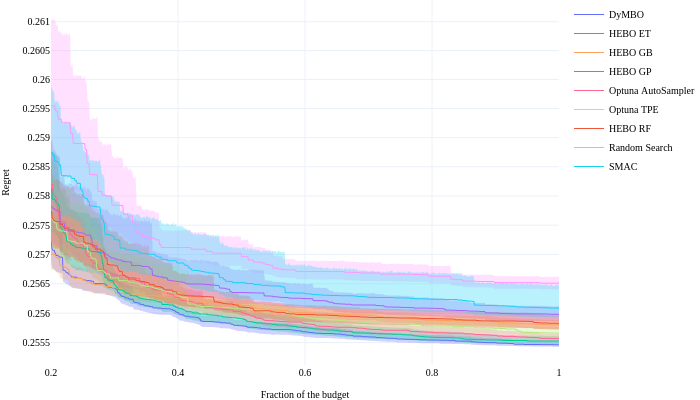 0.261
0.2605
0.26
0.2595
0.259
0.2585
0.258
0.2575
0.257
0.2565
0.256
0.2555
Regret
0.2
0.4
0.6
0.8
1
Fraction of the budget
DyMBO
HEBO ET
HEBO GB
HEBO GP
Optuna AutoSampler
Optuna TPE
HEBO RF
Random Search
SMAC